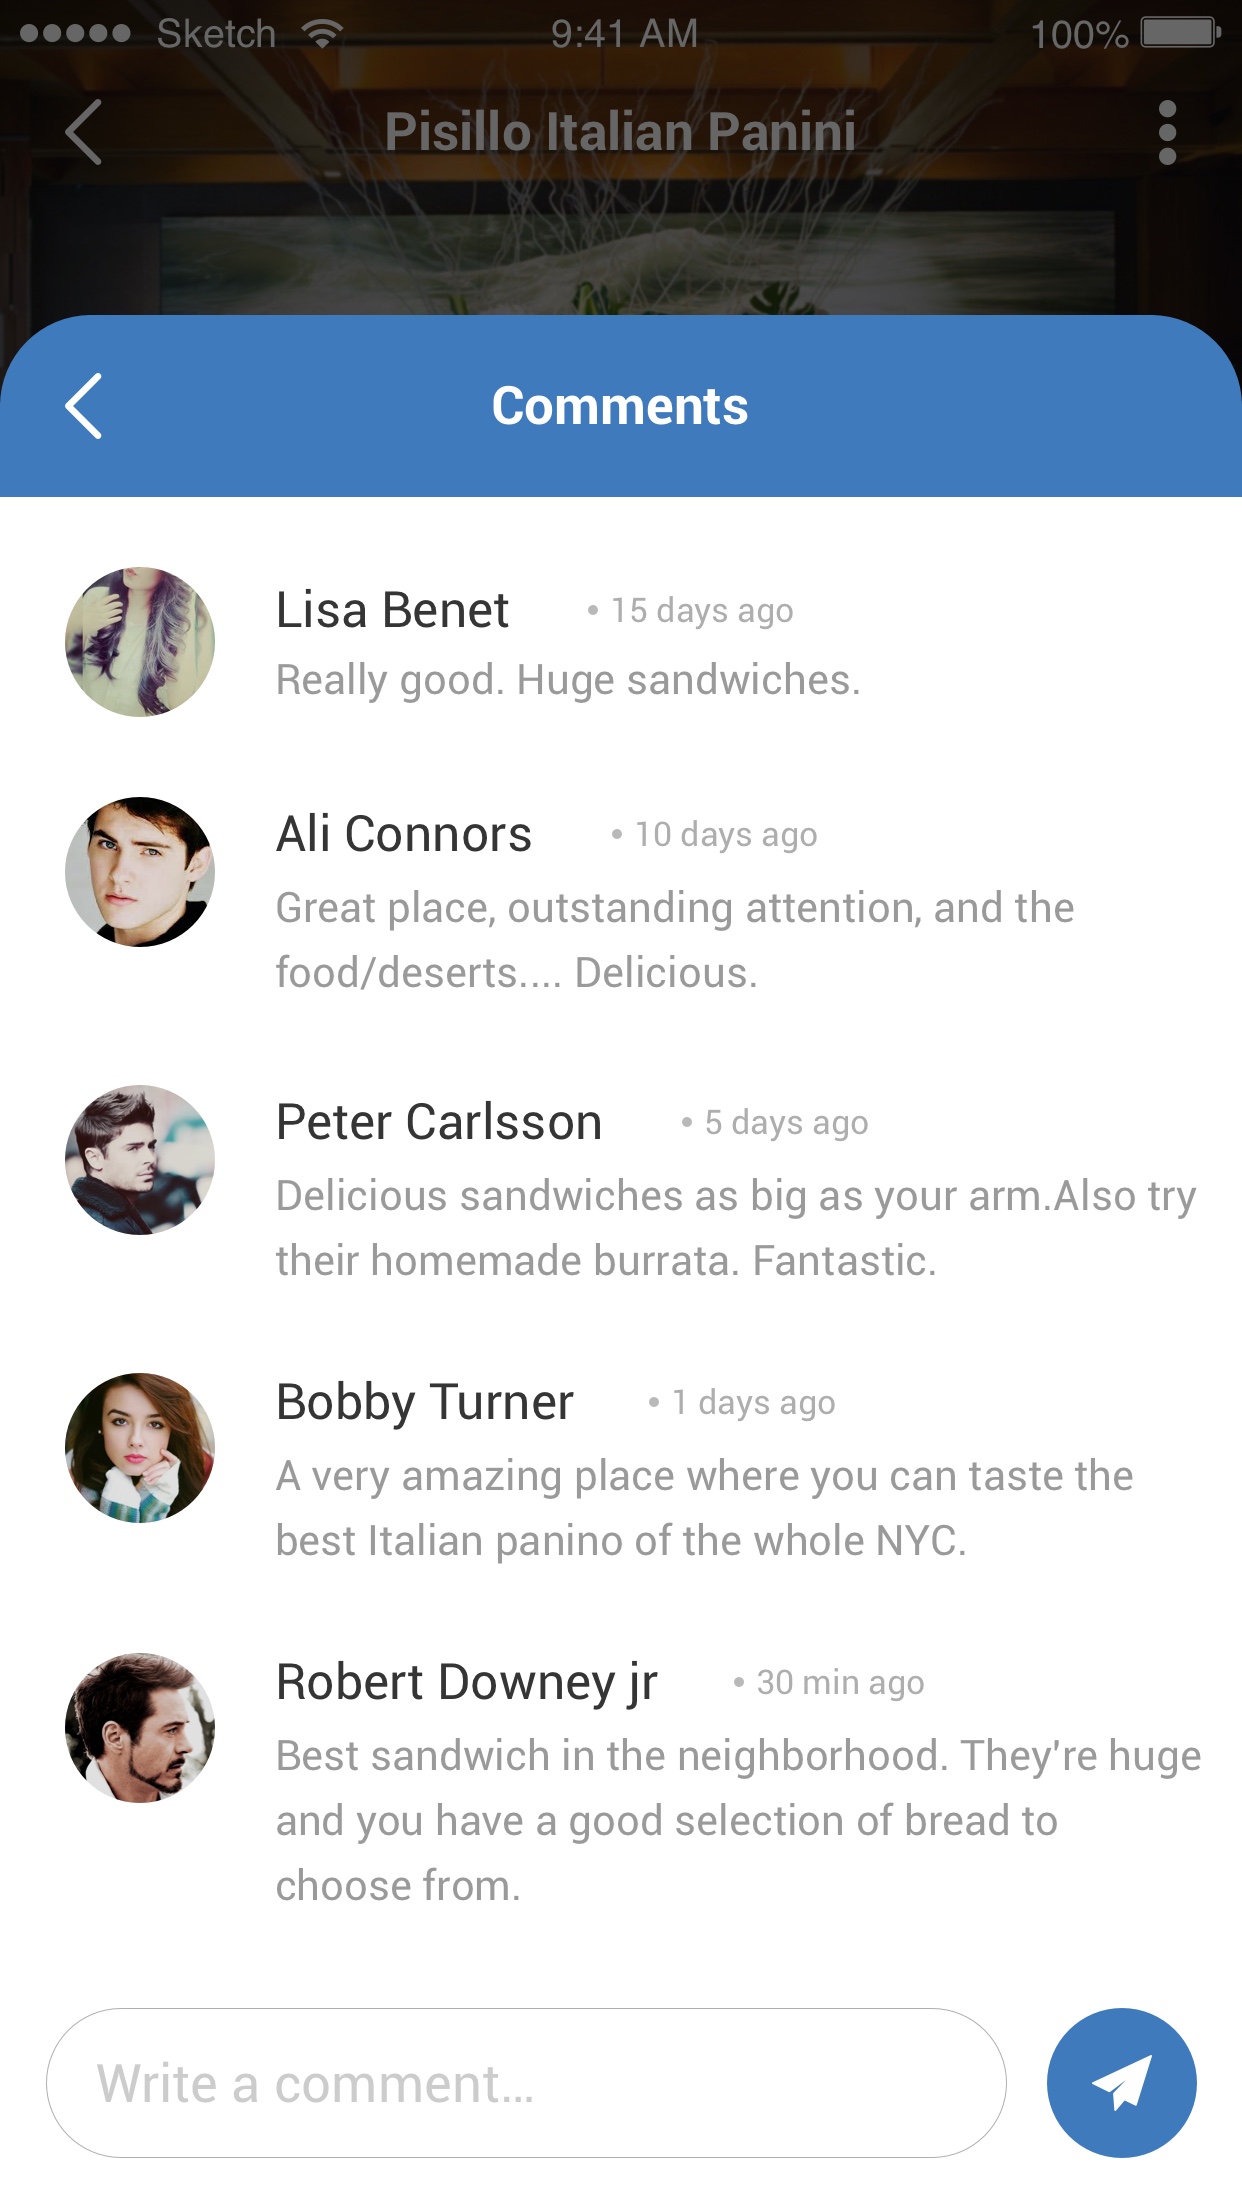 Sketch 9:41 AM 100%
Pisillo Italian Panini
Comments
Lisa Benet • 15 days ago
Really good. Huge sandwiches.
Ali Connors • 10 days ago
Great place, outstanding attention, and the
food/deserts.... Delicious.
Peter Carlsson • 5 days ago
Delicious sandwiches as big as your arm.Also try
their homemade burrata. Fantastic.
Bobby Turner • 1 days ago
A very amazing place where you can taste the
best Italian panino of the whole NYC.
Robert Downey jr • 30 min ago
Best sandwich in the neighborhood. They're huge
and you have a good selection of bread to
choose from.
Write a comment...